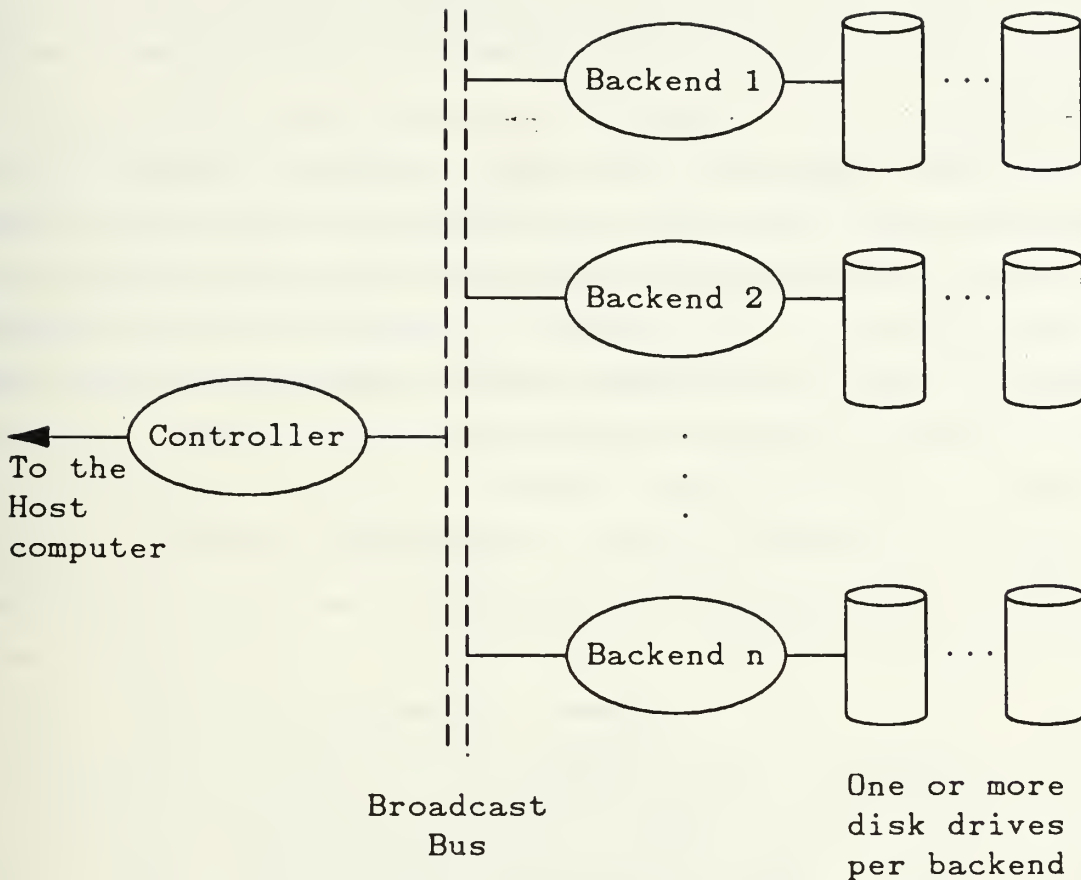 Backend 1
Backend 2
Controller
To the
Host
computer
Backend n
Broadcast
Bus
One or more
disk drives
per backend